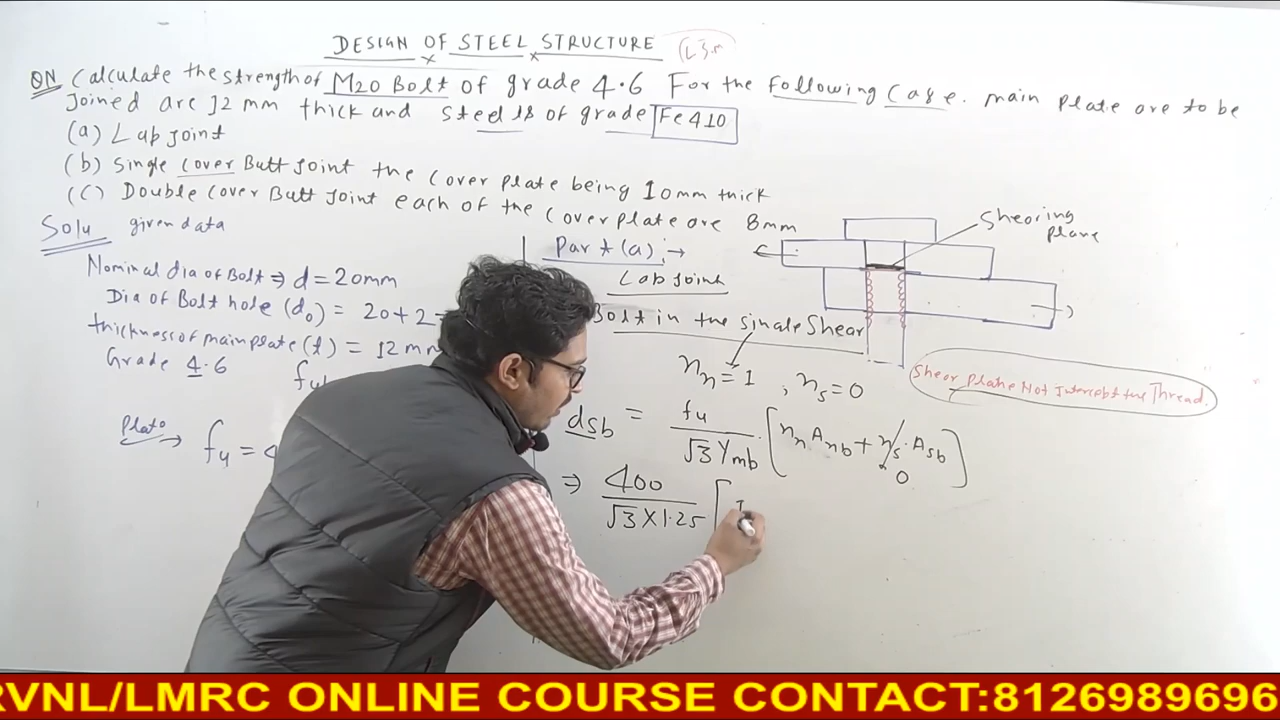 DESIGN OF STEEL STRUCTURE
QN Calculate the strength of M20 Bolt of grade 4.6 For the following Case. main plate are to be
Joined are 12 mm thick and steel is of grade Fe 410
(a) Lap joint
(b) Single cover Butt Joint the cover plate being 10mm thick
(C) Double cover Butt Joint each of the cover plate are 8mm
Solu given data
Nominal dia of Bolt ⇒ d = 20mm
Dia of Bolt hole (d₀) = 20+2
thickness of main plate (t) = 12 mm
Grade 4.6
Plate → fu =
Part (a) :→
Lab Joint
Bolt in the single Shear
nn = 1 , ns = 0
dsb = fu/√3 γmb · [nn Anb + ns · Asb]
0
⇒ 400/√3 X 1.25 [
Shearing
plane
Shear plane Not Intercept the Thread.
RVNL/LMRC ONLINE COURSE CONTACT:8126989696